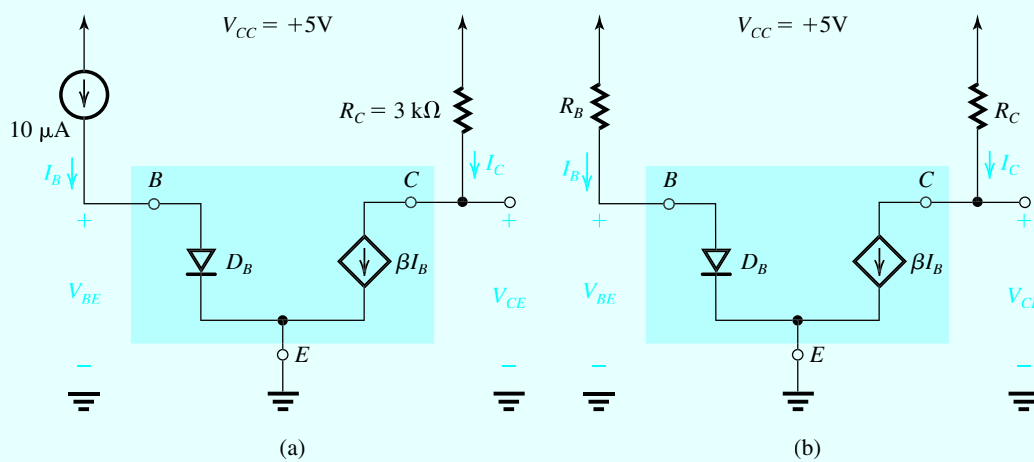 V_CC = +5V
10 μA
R_C = 3 kΩ
I_B
I_C
B
C
+
+
D_B
βI_B
V_BE
V_CE
−
E
−
(a)
V_CC = +5V
R_B
R_C
I_B
I_C
B
C
+
+
D_B
βI_B
V_BE
V_CE
−
E
−
(b)